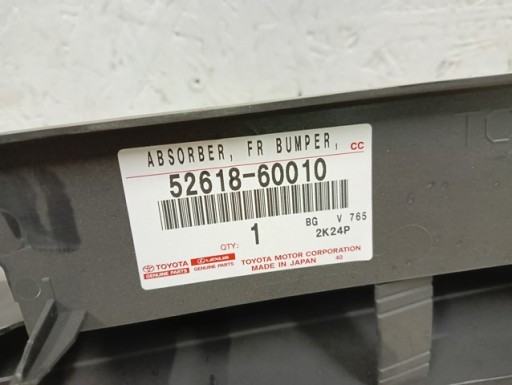 ABSORBER, FR BUMPER, CC
52618-60010
QTY: 1 BG V 765
2K24P
TOYOTA LEXUS
GENUINE PARTS GENUINE PARTS
TOYOTA MOTOR CORPORATION
MADE IN JAPAN 42